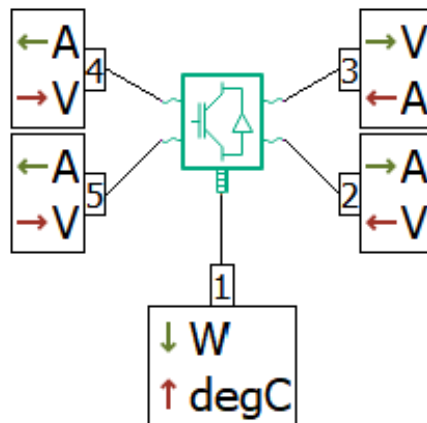 ← A
→ V
4
→ V
← A
3
← A
→ V
5
→ A
← V
2
1
↓ W
↑ degC